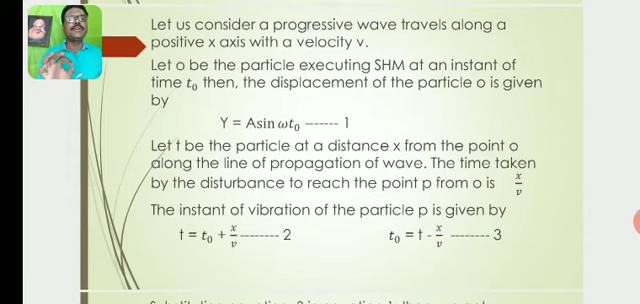 Let us consider a progressive wave travels along a
positive x axis with a velocity v.
Let o be the particle executing SHM at an instant of
time t₀ then, the displacement of the particle o is given
by
Y = Asin ωt₀ ------- 1
Let t be the particle at a distance x from the point o
along the line of propagation of wave. The time taken
by the disturbance to reach the point p from o is x/v
The instant of vibration of the particle p is given by
t = t₀ + x/v -------- 2 t₀ = t - x/v -------- 3